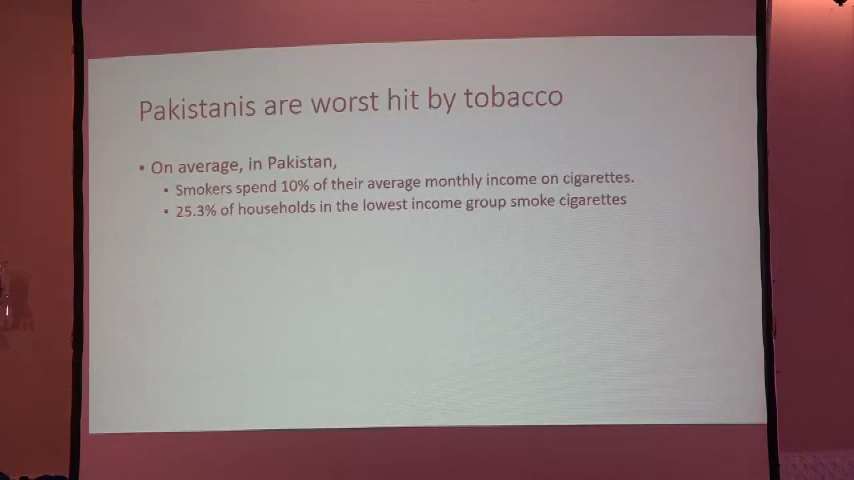 Pakistanis are worst hit by tobacco
• On average, in Pakistan,
• Smokers spend 10% of their average monthly income on cigarettes.
• 25.3% of households in the lowest income group smoke cigarettes